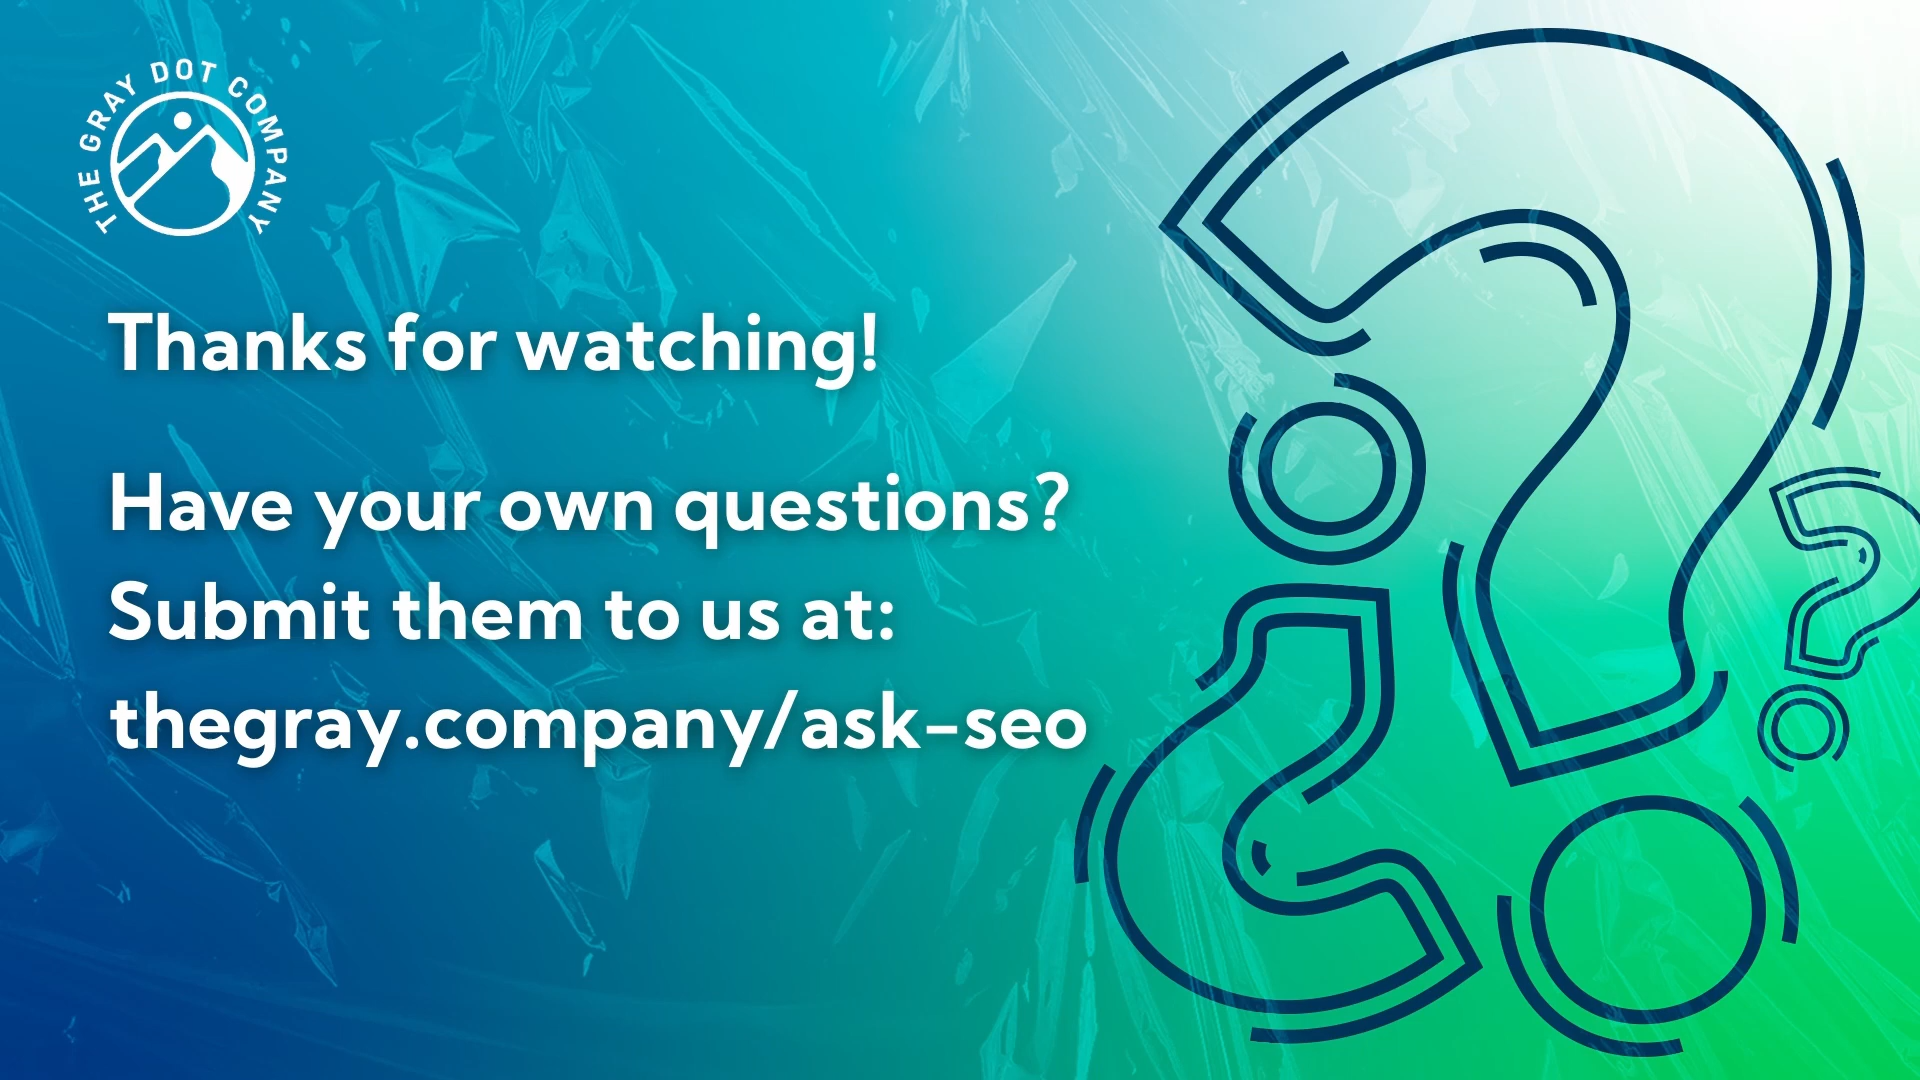 THE GRAY DOT COMPANY
Thanks for watching!
Have your own questions?
Submit them to us at:
thegray.company/ask-seo